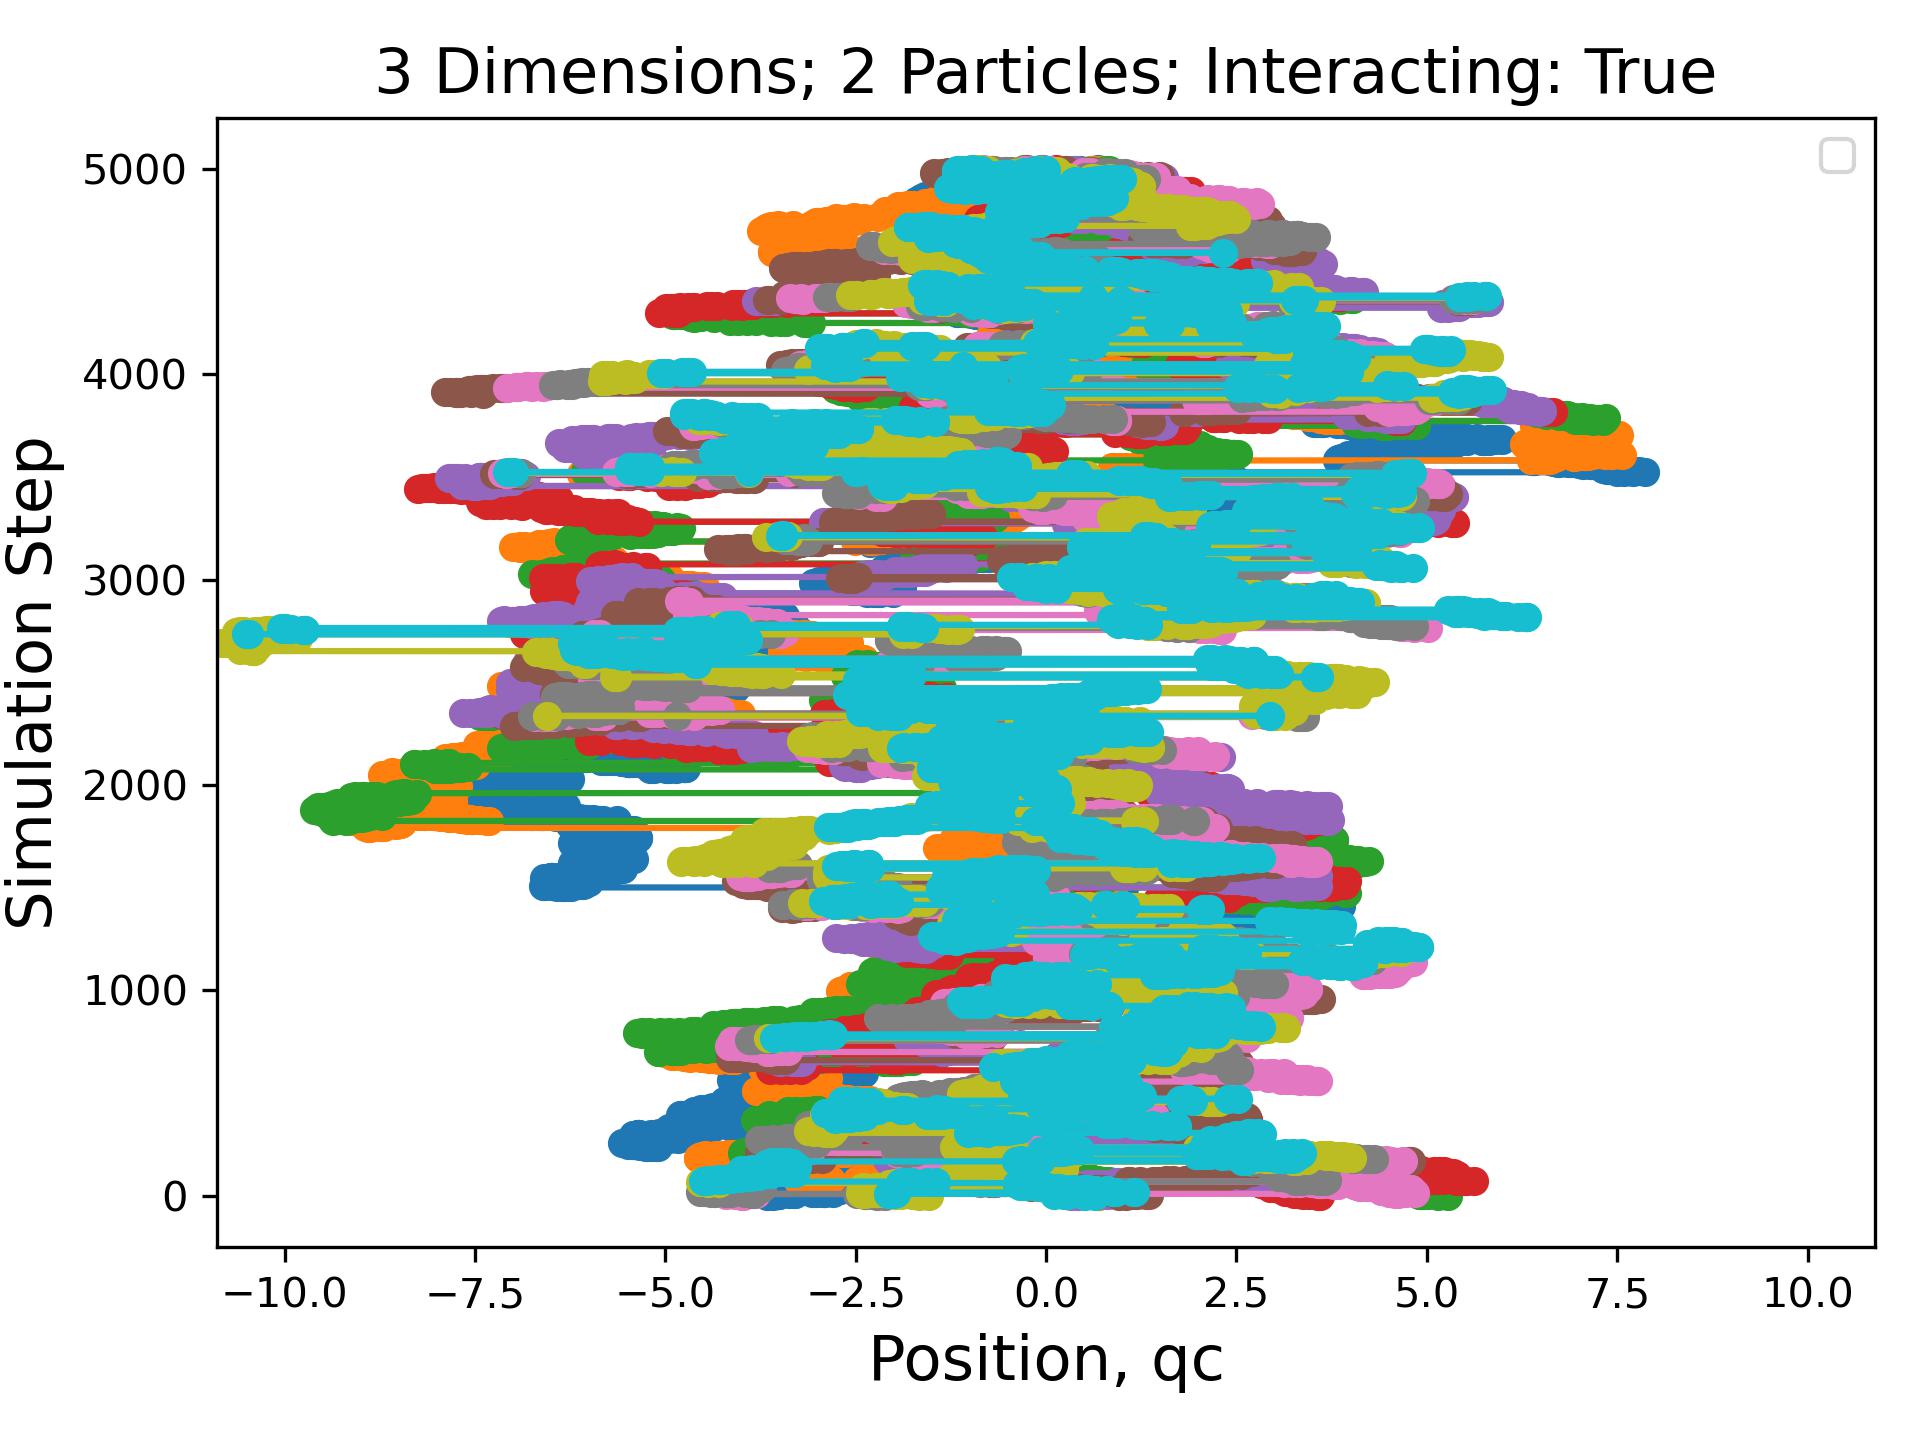 3 Dimensions; 2 Particles; Interacting: True
Simulation Step
5000
4000
3000
2000
1000
0
−10.0 −7.5 −5.0 −2.5 0.0 2.5 5.0 7.5 10.0
Position, qc